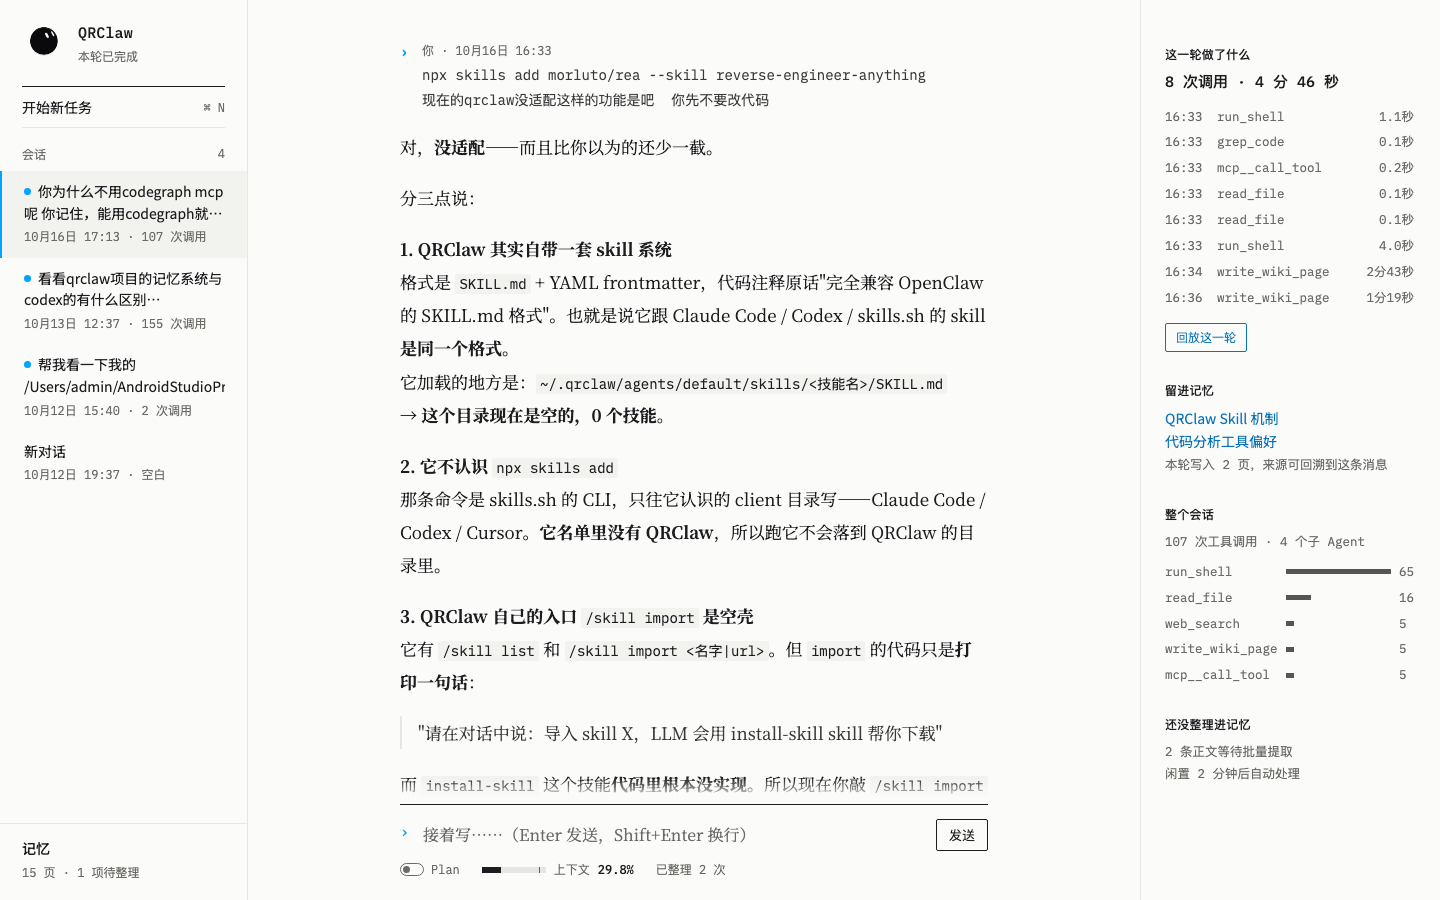 QRClaw
本轮已完成
开始新任务 ⌘ N
会话 4
你为什么不用codegraph mcp
呢 你记住，能用codegraph就…
10月16日 17:13 · 107 次调用
看看qrclaw项目的记忆系统与
codex的有什么区别…
10月13日 12:37 · 155 次调用
帮我看一下我的
/Users/admin/AndroidStudioPr
10月12日 15:40 · 2 次调用
新对话
10月12日 19:37 · 空白
记忆
15 页 · 1 项待整理
› 你 · 10月16日 16:33
npx skills add morluto/rea --skill reverse-engineer-anything
现在的qrclaw没适配这样的功能是吧 你先不要改代码
对，没适配——而且比你以为的还少一截。
分三点说：
1. QRClaw 其实自带一套 skill 系统
格式是 SKILL.md + YAML frontmatter，代码注释原话"完全兼容 OpenClaw
的 SKILL.md 格式"。也就是说它跟 Claude Code / Codex / skills.sh 的 skill
是同一个格式。
它加载的地方是：~/.qrclaw/agents/default/skills/<技能名>/SKILL.md
→ 这个目录现在是空的，0 个技能。
2. 它不认识 npx skills add
那条命令是 skills.sh 的 CLI，只往它认识的 client 目录写——Claude Code /
Codex / Cursor。它名单里没有 QRClaw，所以跑它不会落到 QRClaw 的目
录里。
3. QRClaw 自己的入口 /skill import 是空壳
它有 /skill list 和 /skill import <名字|url>。但 import 的代码只是打
印一句话：
"请在对话中说：导入 skill X，LLM 会用 install-skill skill 帮你下载"
而 install-skill 这个技能代码里根本没实现。所以现在你敲 /skill import
› 接着写……（Enter 发送，Shift+Enter 换行） 发送
Plan 上下文 29.8% 已整理 2 次
这一轮做了什么
8 次调用 · 4 分 46 秒
16:33 run_shell 1.1秒
16:33 grep_code 0.1秒
16:33 mcp__call_tool 0.2秒
16:33 read_file 0.1秒
16:33 read_file 0.1秒
16:33 run_shell 4.0秒
16:34 write_wiki_page 2分43秒
16:36 write_wiki_page 1分19秒
回放这一轮
留进记忆
QRClaw Skill 机制
代码分析工具偏好
本轮写入 2 页，来源可回溯到这条消息
整个会话
107 次工具调用 · 4 个子 Agent
run_shell 65
read_file 16
web_search 5
write_wiki_page 5
mcp__call_tool 5
还没整理进记忆
2 条正文等待批量提取
闲置 2 分钟后自动处理